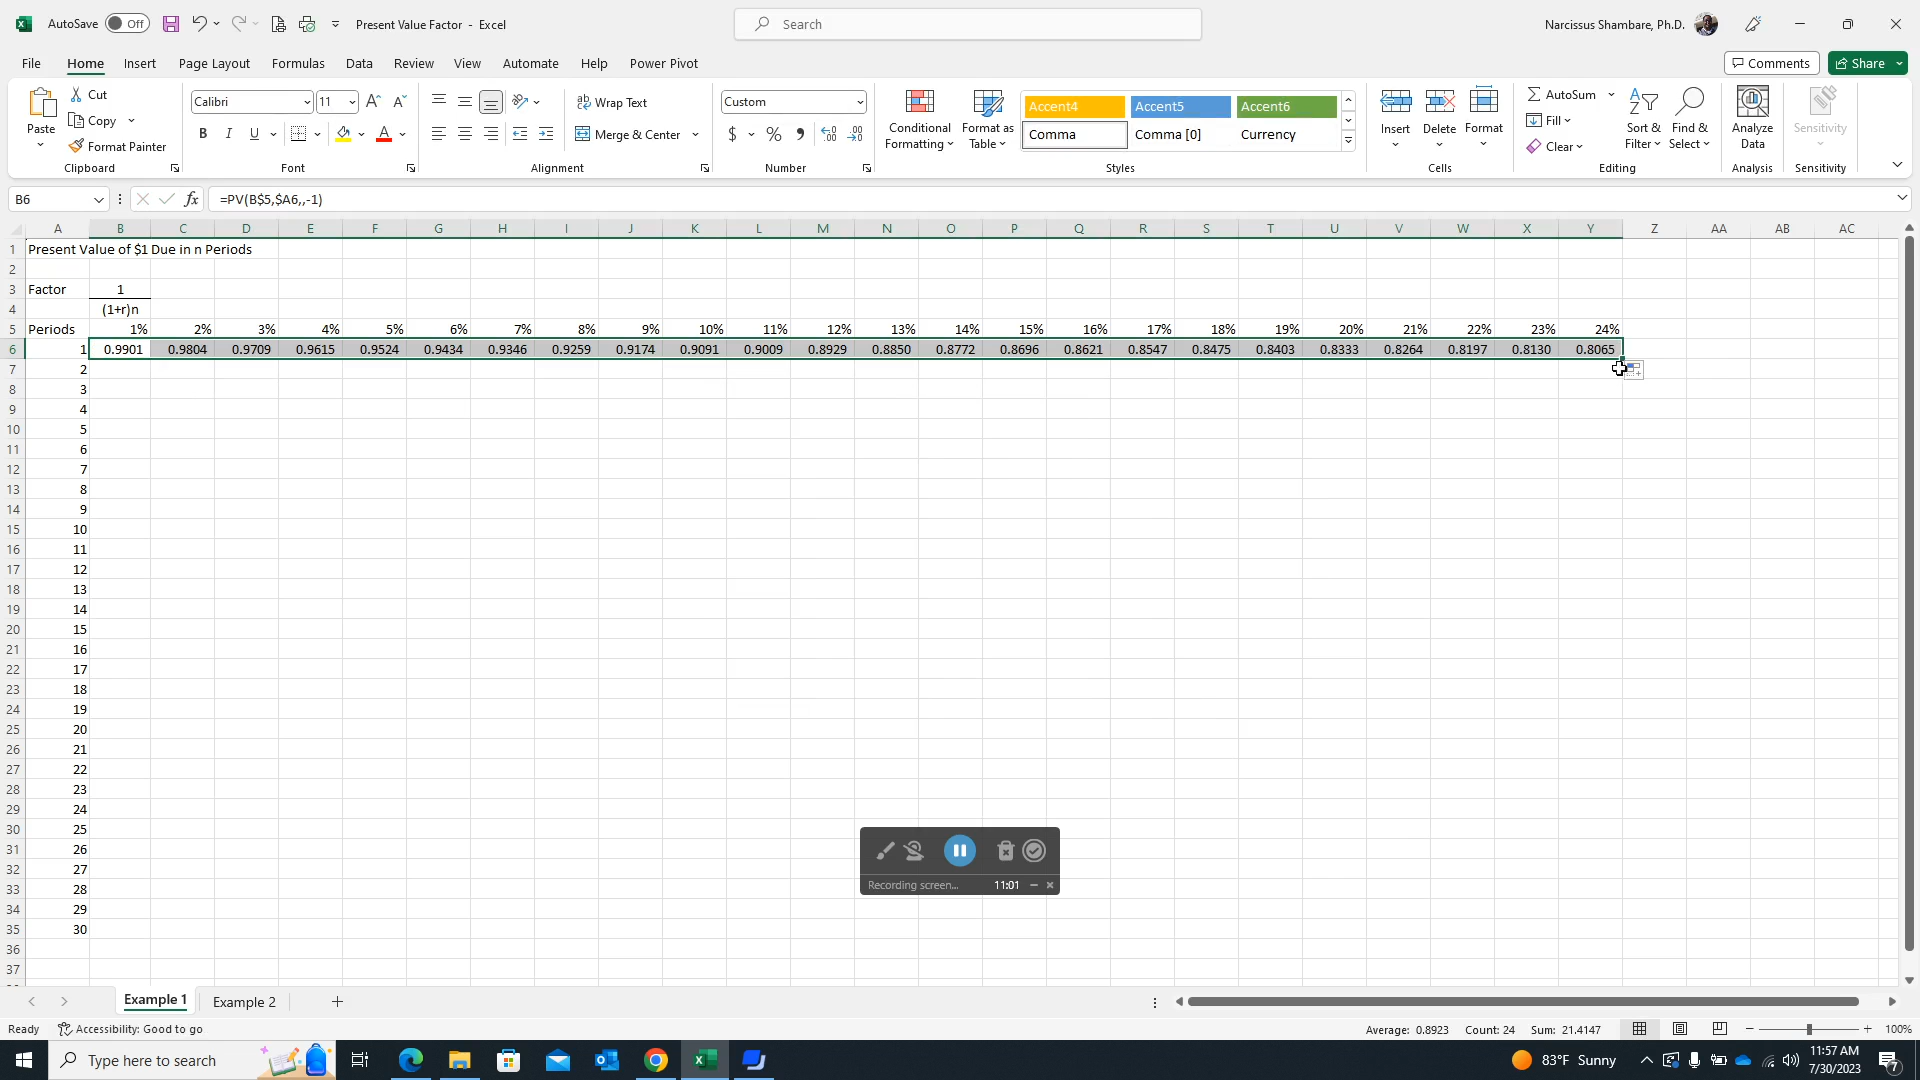 AutoSave Off Present Value Factor - Excel Search Narcissus Shambare, Ph.D.
File Home Insert Page Layout Formulas Data Review View Automate Help Power Pivot Comments Share
Paste Cut Copy Format Painter Clipboard
Calibri 11 B I U A Font
Wrap Text Merge & Center Alignment
Custom $ % , Number
Conditional Formatting Format as Table Accent4 Accent5 Accent6 Comma Comma [0] Currency Styles
Insert Delete Format Cells
AutoSum Fill Clear Sort & Filter Find & Select Editing
Analyze Data Analysis
Sensitivity Sensitivity
B6 fx =PV(B$5,$A6,,-1)
A B C D E F G H I J K L M N O P Q R S T U V W X Y Z AA AB AC
1 Present Value of $1 Due in n Periods
2
3 Factor 1
4 (1+r)n
5 Periods 1% 2% 3% 4% 5% 6% 7% 8% 9% 10% 11% 12% 13% 14% 15% 16% 17% 18% 19% 20% 21% 22% 23% 24%
6 1 0.9901 0.9804 0.9709 0.9615 0.9524 0.9434 0.9346 0.9259 0.9174 0.9091 0.9009 0.8929 0.8850 0.8772 0.8696 0.8621 0.8547 0.8475 0.8403 0.8333 0.8264 0.8197 0.8130 0.8065
7 2
8 3
9 4
10 5
11 6
12 7
13 8
14 9
15 10
16 11
17 12
18 13
19 14
20 15
21 16
22 17
23 18
24 19
25 20
26 21
27 22
28 23
29 24
30 25
31 26
32 27
33 28
34 29
35 30
36
37
Recording screen... 11:01
Example 1 Example 2
Ready Accessibility: Good to go Average: 0.8923 Count: 24 Sum: 21.4147 100%
Type here to search 83°F Sunny 11:57 AM
7/30/2023 7